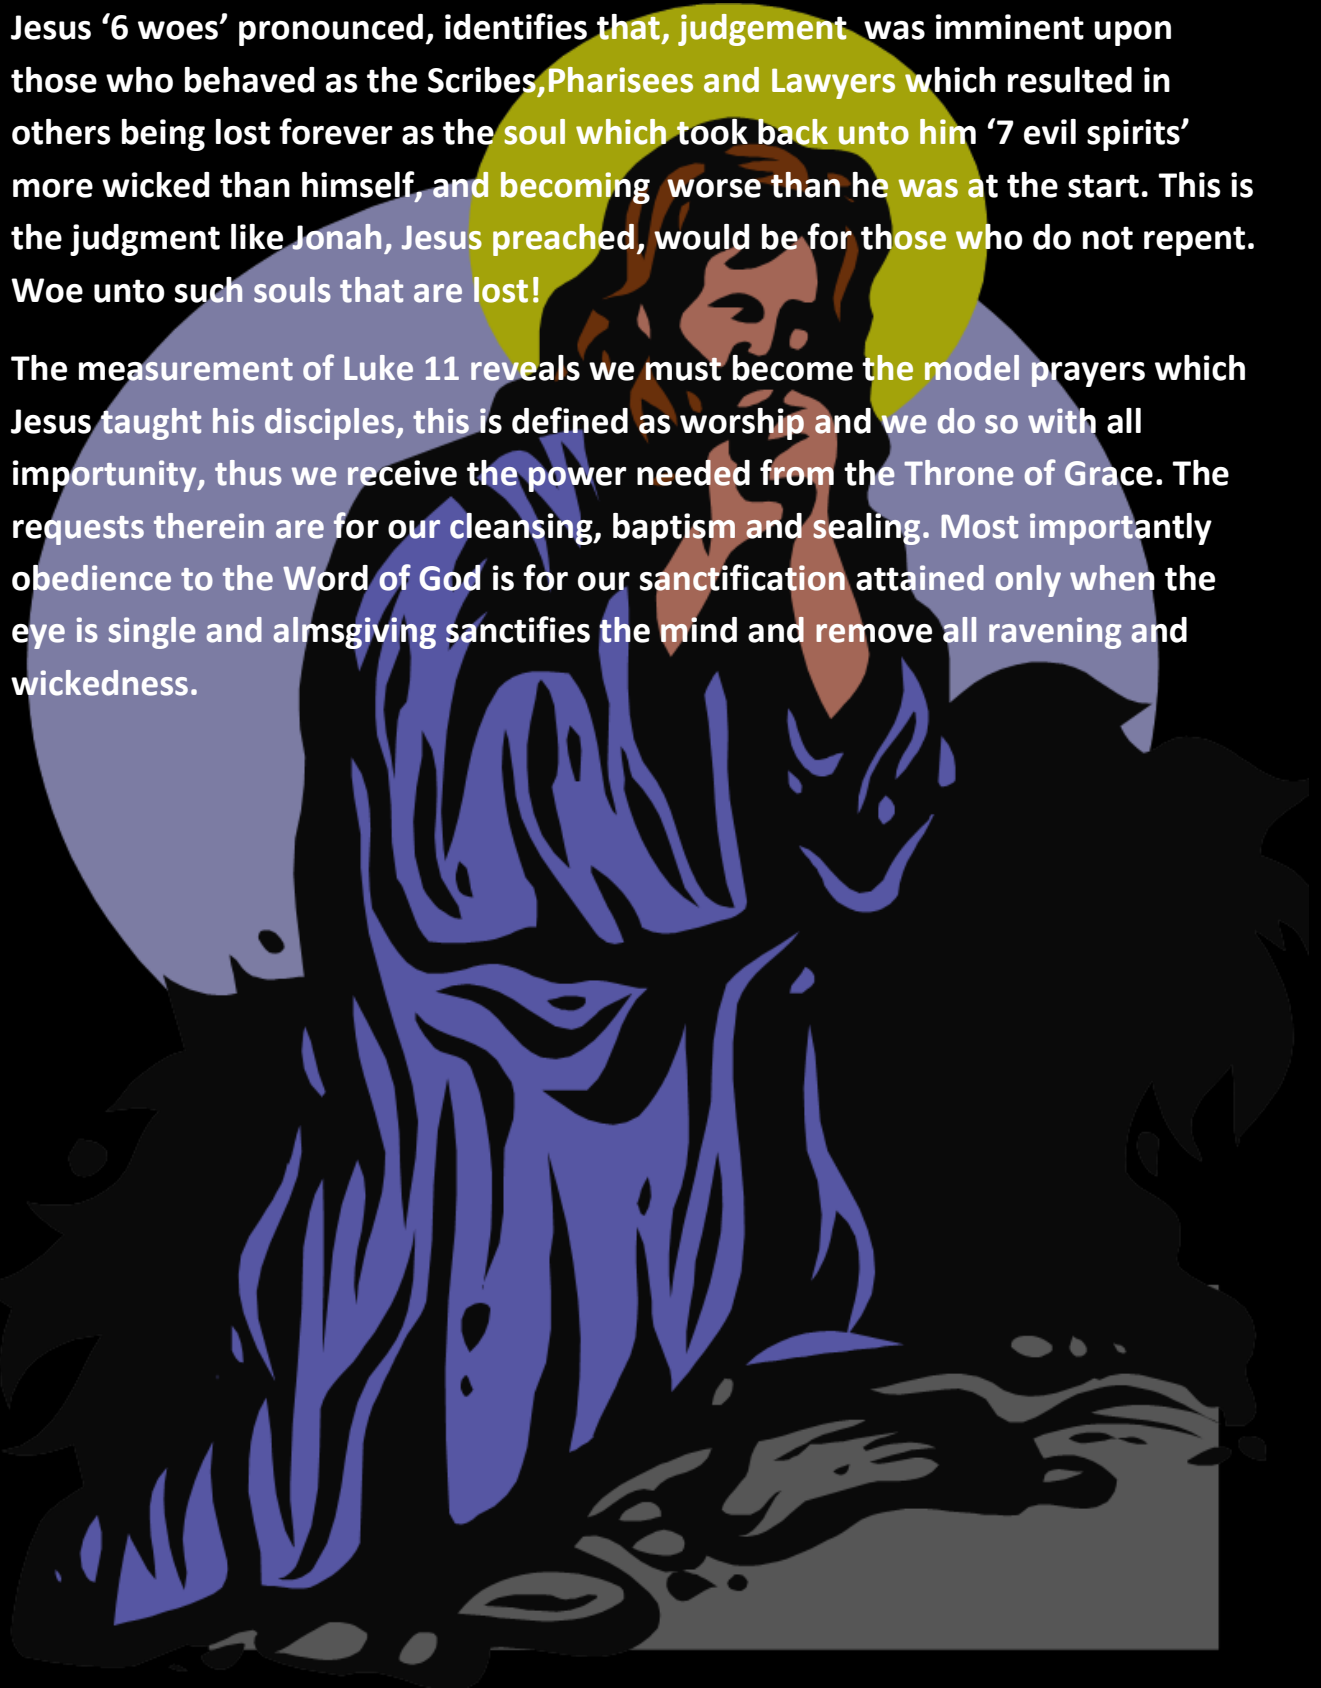 Jesus ‘6 woes’ pronounced, identifies that, judgement  was imminent upon
those who behaved as the Scribes,Pharisees and Lawyers which resulted in
others being lost forever as the soul which took back unto him ‘7 evil spirits’
more wicked than himself, and becoming  worse than he was at the start. This is
the judgment like Jonah, Jesus preached, would be for those who do not repent.
Woe unto such souls that are lost!
The measurement of Luke 11 reveals we must become the model prayers which
Jesus taught his disciples, this is defined as worship and we do so with all
importunity, thus we receive the power needed from the Throne of Grace. The
requests therein are for our cleansing, baptism and sealing. Most importantly
obedience to the Word of God is for our sanctification attained only when the
eye is single and almsgiving sanctifies the mind and remove all ravening and
wickedness.